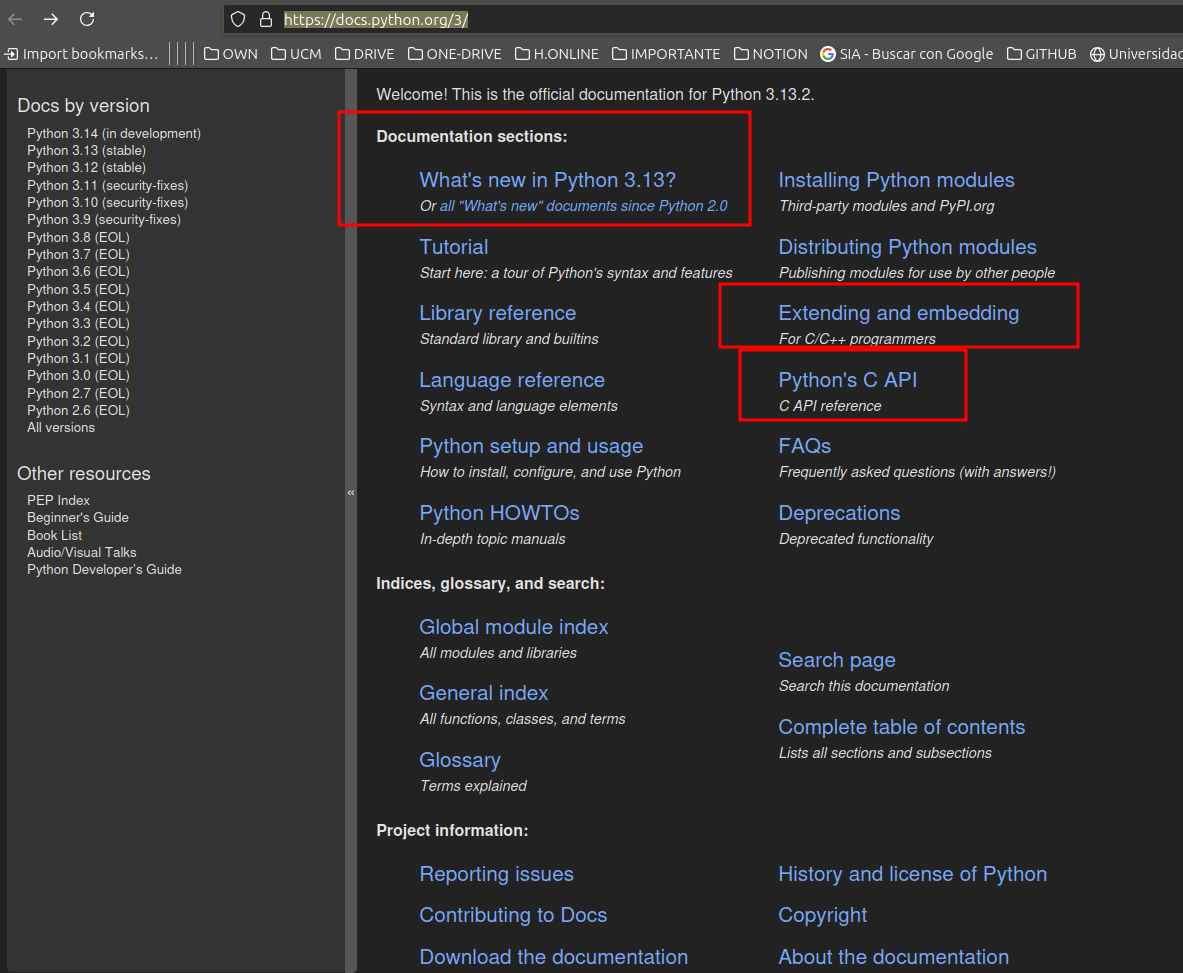 https://docs.python.org/3/
Import bookmarks…
OWN
UCM
DRIVE
ONE-DRIVE
H.ONLINE
IMPORTANTE
NOTION
SIA - Buscar con Google
GITHUB
Universidad
Docs by version
Python 3.14 (in development)
Python 3.13 (stable)
Python 3.12 (stable)
Python 3.11 (security-fixes)
Python 3.10 (security-fixes)
Python 3.9 (security-fixes)
Python 3.8 (EOL)
Python 3.7 (EOL)
Python 3.6 (EOL)
Python 3.5 (EOL)
Python 3.4 (EOL)
Python 3.3 (EOL)
Python 3.2 (EOL)
Python 3.1 (EOL)
Python 3.0 (EOL)
Python 2.7 (EOL)
Python 2.6 (EOL)
All versions
Other resources
PEP Index
Beginner's Guide
Book List
Audio/Visual Talks
Python Developer's Guide
«
Welcome! This is the official documentation for Python 3.13.2.
Documentation sections:
What's new in Python 3.13?
Or all "What's new" documents since Python 2.0
Tutorial
Start here: a tour of Python's syntax and features
Library reference
Standard library and builtins
Language reference
Syntax and language elements
Python setup and usage
How to install, configure, and use Python
Python HOWTOs
In-depth topic manuals
Installing Python modules
Third-party modules and PyPI.org
Distributing Python modules
Publishing modules for use by other people
Extending and embedding
For C/C++ programmers
Python's C API
C API reference
FAQs
Frequently asked questions (with answers!)
Deprecations
Deprecated functionality
Indices, glossary, and search:
Global module index
All modules and libraries
General index
All functions, classes, and terms
Glossary
Terms explained
Search page
Search this documentation
Complete table of contents
Lists all sections and subsections
Project information:
Reporting issues
Contributing to Docs
Download the documentation
History and license of Python
Copyright
About the documentation